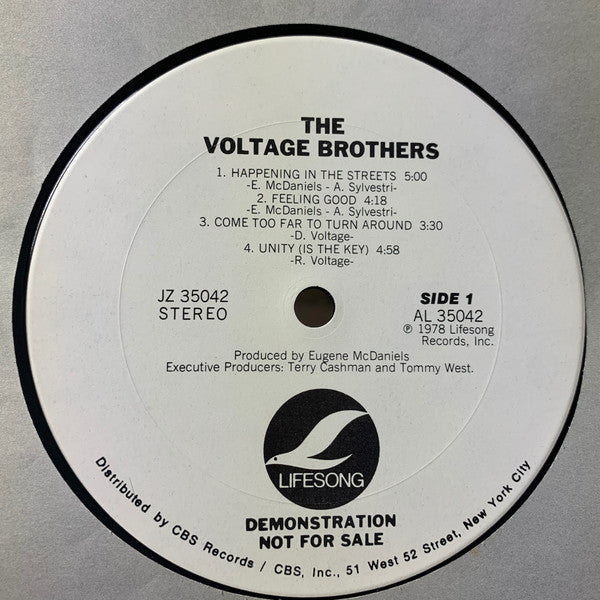 THE
VOLTAGE BROTHERS
1. HAPPENING IN THE STREETS 5:00
-E. McDaniels - A. Sylvestri-
2. FEELING GOOD 4:18
-E. McDaniels - A. Sylvestri-
3. COME TOO FAR TO TURN AROUND 3:30
-D. Voltage-
4. UNITY (IS THE KEY) 4:58
-R. Voltage-
JZ 35042
STEREO
SIDE 1
AL 35042
℗ 1978 Lifesong
Records, Inc.
Produced by Eugene McDaniels
Executive Producers: Terry Cashman and Tommy West.
LIFESONG
DEMONSTRATION
NOT FOR SALE
Distributed by CBS Records / CBS, Inc., 51 West 52 Street, New York City